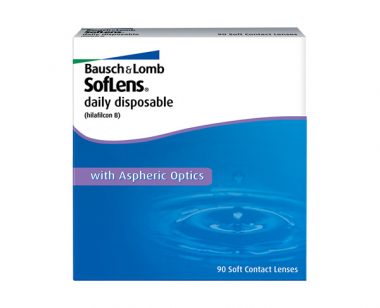 90 Soft Contact Lenses
Bausch & Lomb
SofLens®
daily disposable
(hilafilcon B)
with Aspheric Optics
90 Soft Contact Lenses